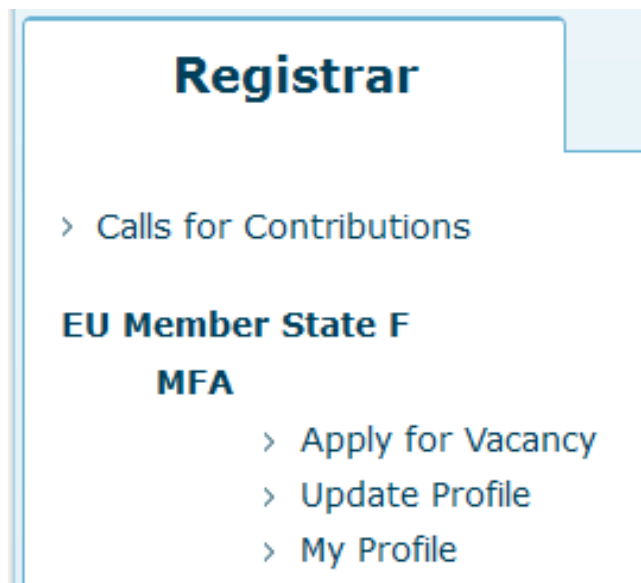 Registrar
Calls for Contributions
EU Member State F
MFA
Apply for Vacancy
Update Profile
My Profile